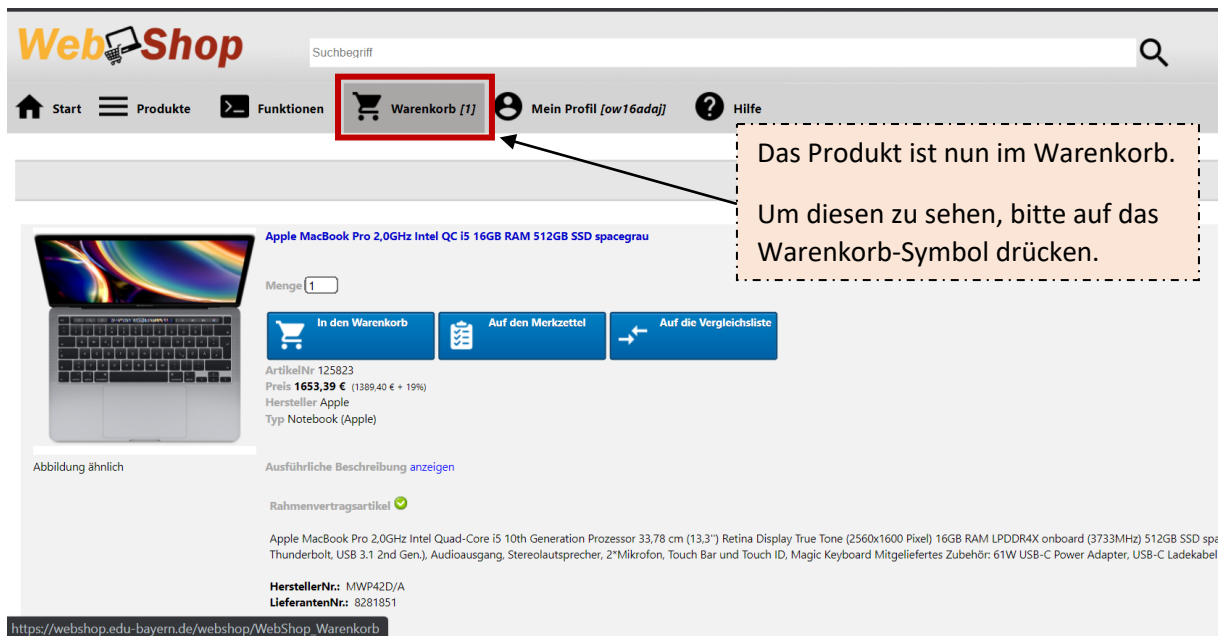 WebShop
Suchbegriff
Start Produkte Funktionen Warenkorb [1] Mein Profil [ow16adaj] Hilfe
Das Produkt ist nun im Warenkorb.
Um diesen zu sehen, bitte auf das
Warenkorb-Symbol drücken.
Apple MacBook Pro 2,0GHz Intel QC i5 16GB RAM 512GB SSD spacegrau
Menge 1
In den Warenkorb Auf den Merkzettel Auf die Vergleichsliste
ArtikelNr 125823
Preis 1653,39 € (1389,40 € + 19%)
Hersteller Apple
Typ Notebook (Apple)
Abbildung ähnlich
Ausführliche Beschreibung anzeigen
Rahmenvertragsartikel
Apple MacBook Pro 2,0GHz Intel Quad-Core i5 10th Generation Prozessor 33,78 cm (13,3'') Retina Display True Tone (2560x1600 Pixel) 16GB RAM LPDDR4X onboard (3733MHz) 512GB SSD spa
Thunderbolt, USB 3.1 2nd Gen.), Audioausgang, Stereolautsprecher, 2*Mikrofon, Touch Bar und Touch ID, Magic Keyboard Mitgeliefertes Zubehör: 61W USB-C Power Adapter, USB-C Ladekabel
HerstellerNr.: MWP42D/A
LieferantenNr.: 8281851
https://webshop.edu-bayern.de/webshop/WebShop_Warenkorb